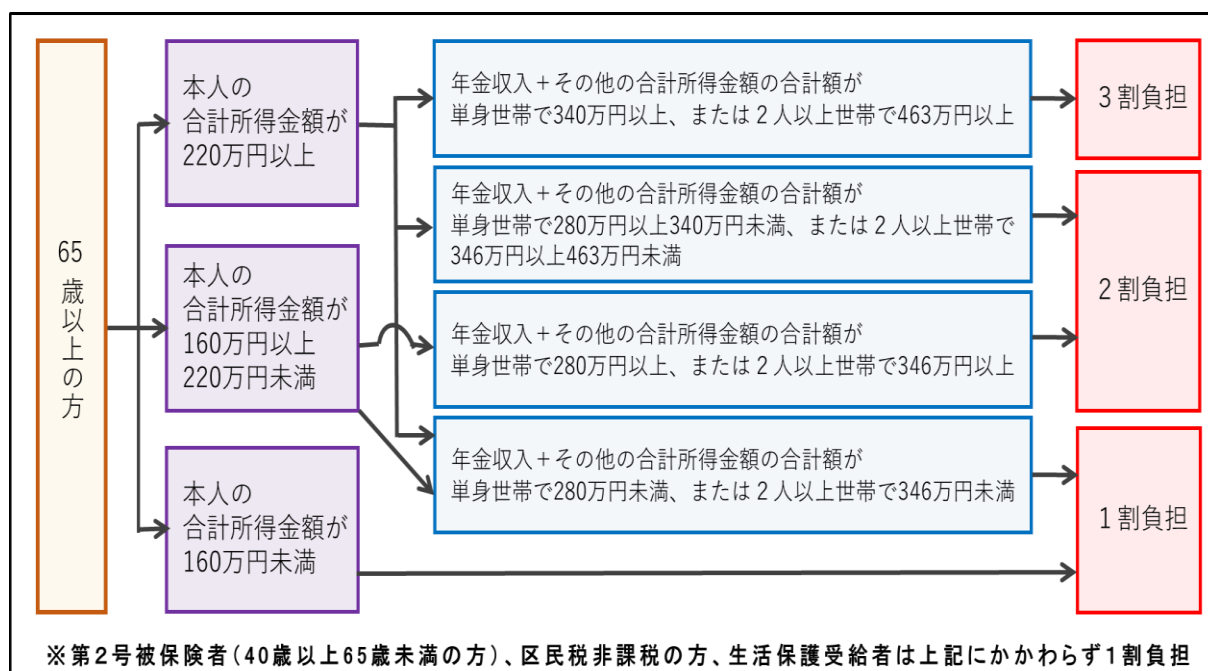 65
歳以上の方
本人の
合計所得金額が
220万円以上
本人の
合計所得金額が
160万円以上
220万円未満
本人の
合計所得金額が
160万円未満
年金収入+その他の合計所得金額の合計額が
単身世帯で340万円以上、または2人以上世帯で463万円以上
年金収入+その他の合計所得金額の合計額が
単身世帯で280万円以上340万円未満、または2人以上世帯で
346万円以上463万円未満
年金収入+その他の合計所得金額の合計額が
単身世帯で280万円以上、または2人以上世帯で346万円以上
年金収入+その他の合計所得金額の合計額が
単身世帯で280万円未満、または2人以上世帯で346万円未満
3割負担
2割負担
1割負担
※第2号被保険者(40歳以上65歳未満の方)、区民税非課税の方、生活保護受給者は上記にかかわらず1割負担